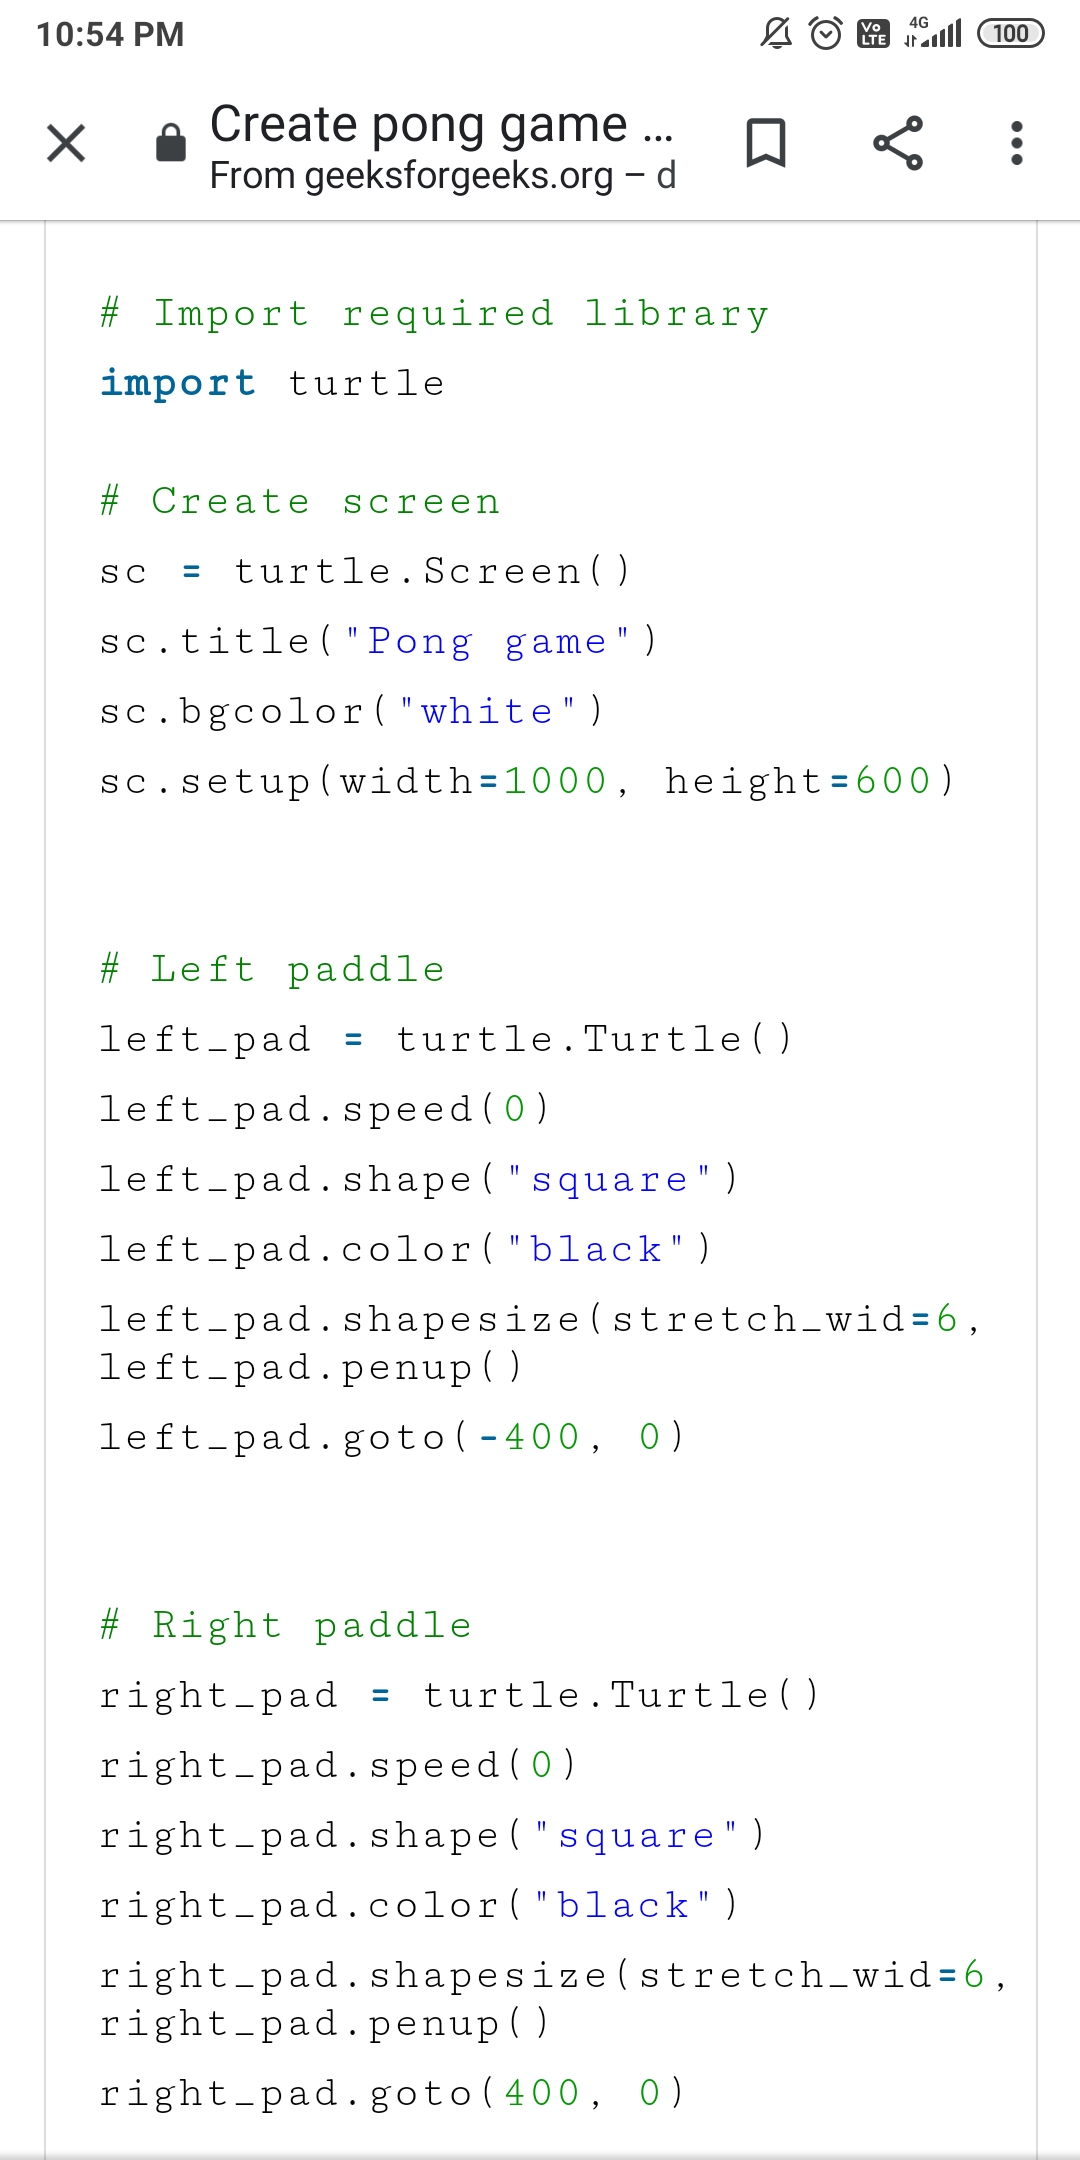 10:54 PM
Vo LTE 4G 100
Create pong game ...
From geeksforgeeks.org – d
# Import required library
import turtle
# Create screen
sc = turtle.Screen()
sc.title("Pong game")
sc.bgcolor("white")
sc.setup(width=1000, height=600)
# Left paddle
left_pad = turtle.Turtle()
left_pad.speed(0)
left_pad.shape("square")
left_pad.color("black")
left_pad.shapesize(stretch_wid=6,
left_pad.penup()
left_pad.goto(-400, 0)
# Right paddle
right_pad = turtle.Turtle()
right_pad.speed(0)
right_pad.shape("square")
right_pad.color("black")
right_pad.shapesize(stretch_wid=6,
right_pad.penup()
right_pad.goto(400, 0)